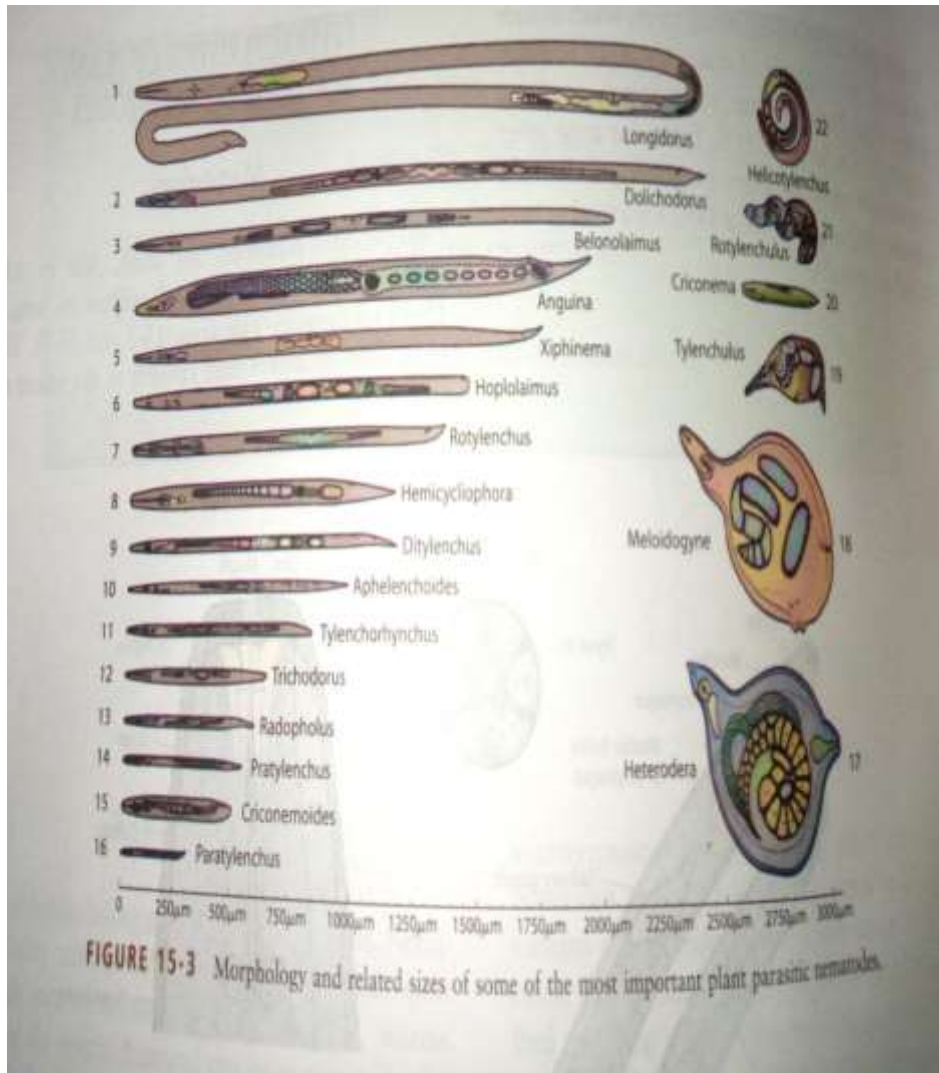 1
Longidorus
22
Helicotylenchus
2
Dolichodorus
3
Belonolaimus
21
Rotylenchulus
4
Anguina
Criconema
20
5
Xiphinema
Tylenchulus
19
6
Hoplolaimus
7
Rotylenchus
8
Hemicycliophora
9
Ditylenchus
Meloidogyne
18
10
Aphelenchoides
11
Tylenchorhynchus
12
Trichodorus
13
Radopholus
14
Pratylenchus
Heterodera
17
15
Criconemoides
16
Paratylenchus
0 250µm 500µm 750µm 1000µm 1250µm 1500µm 1750µm 2000µm 2250µm 2500µm 2750µm 3000µm
FIGURE 15-3 Morphology and related sizes of some of the most important plant parasitic nematodes.